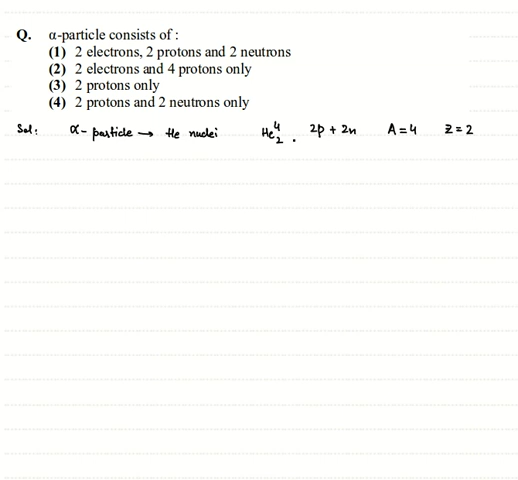 Q. α-particle consists of :
(1) 2 electrons, 2 protons and 2 neutrons
(2) 2 electrons and 4 protons only
(3) 2 protons only
(4) 2 protons and 2 neutrons only
Sol: α- particle → He nuclei He⁴₂ . 2p + 2n A = 4 Z = 2